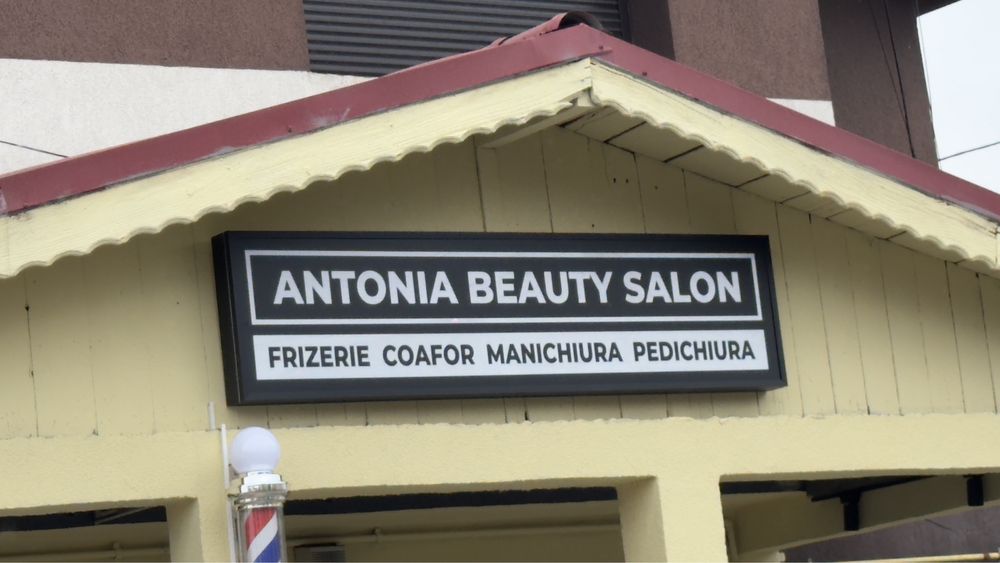 ANTONIA BEAUTY SALON
FRIZERIE COAFOR MANICHIURA PEDICHIURA